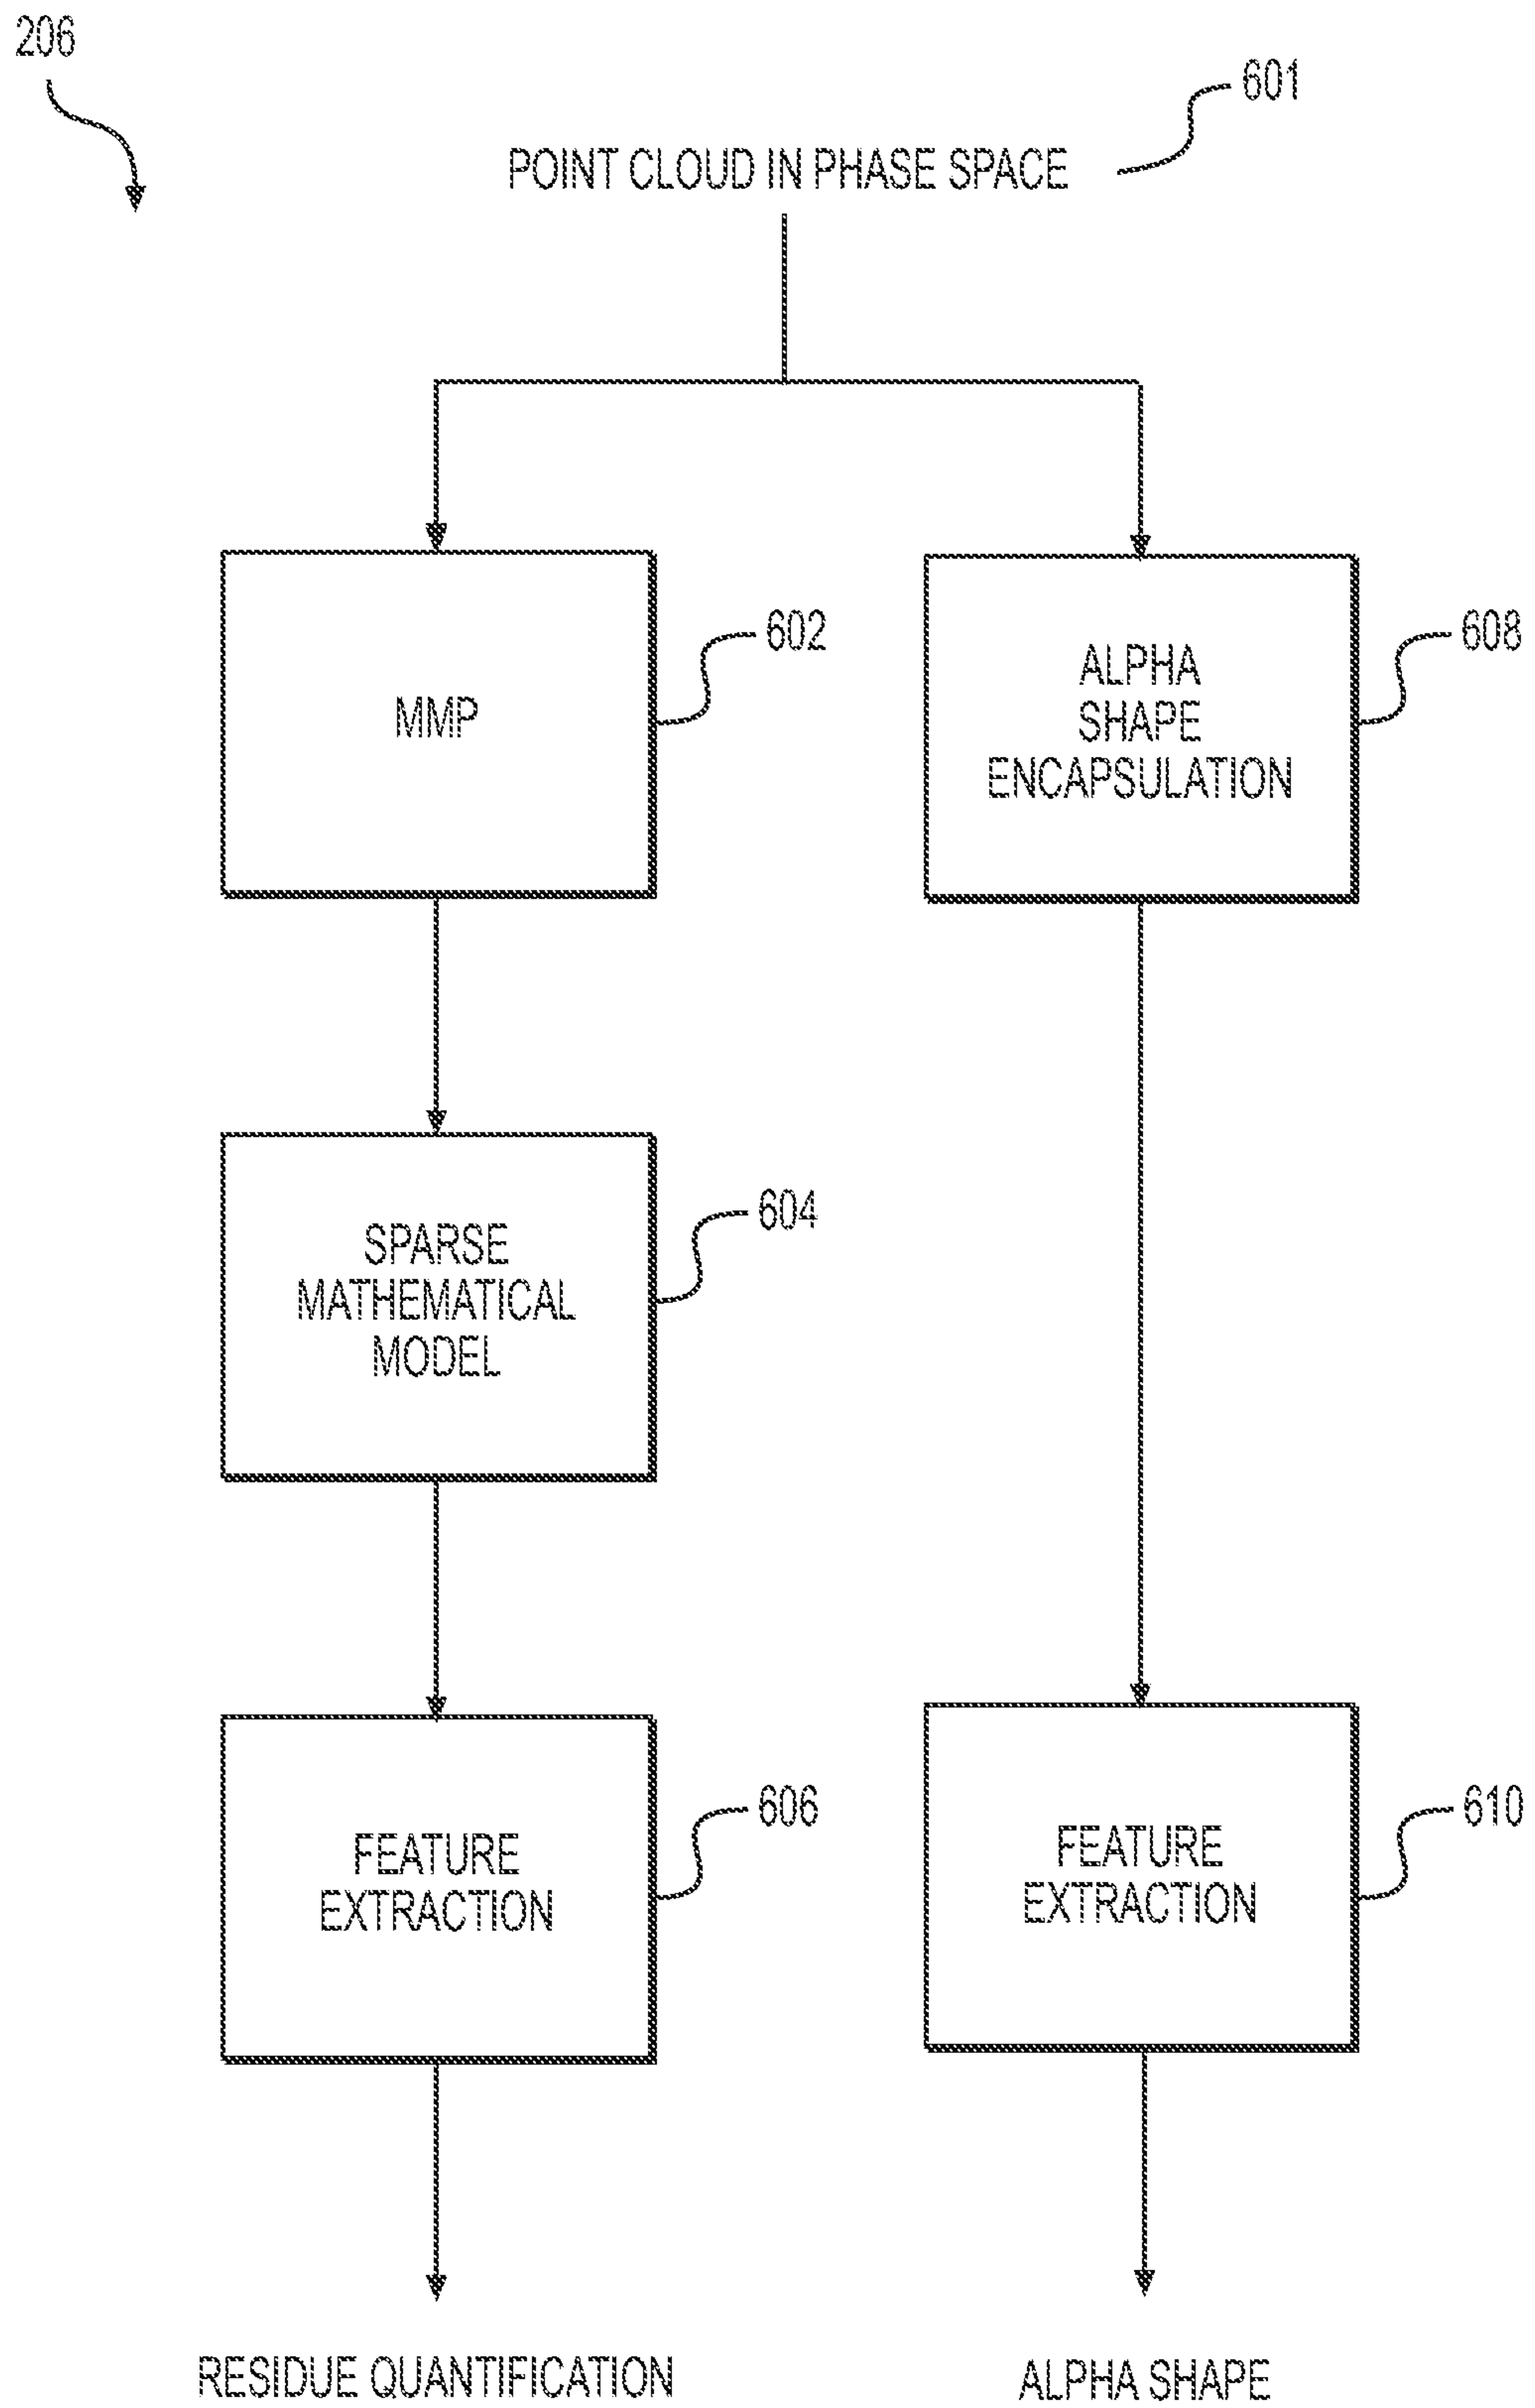 206
601
POINT CLOUD IN PHASE SPACE
602
MMP
608
ALPHA
SHAPE
ENCAPSULATION
604
SPARSE
MATHEMATICAL
MODEL
606
FEATURE
EXTRACTION
610
FEATURE
EXTRACTION
RESIDUE QUANTIFICATION
ALPHA SHAPE